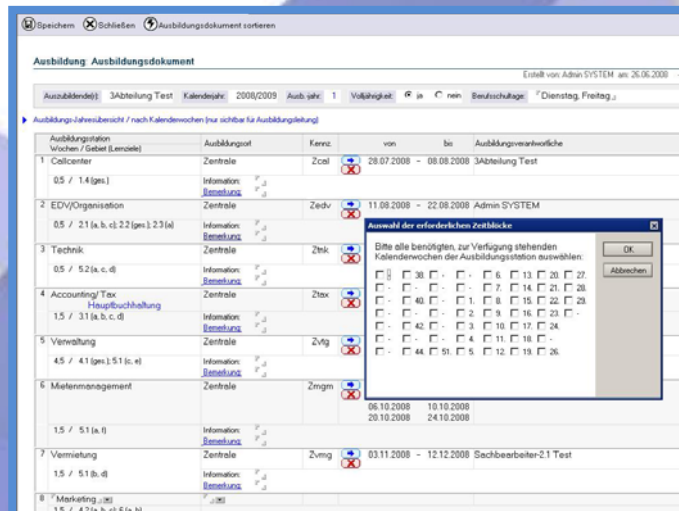 Speichern Schließen Ausbildungsdokument sortieren
Ausbildung: Ausbildungsdokument
Erstellt von: Admin SYSTEM am: 26.06.2008
Auszubildende(r): 3Abteilung Test Kalenderjahr: 2008/2009 Ausb.-jahr: 1 Volljährigkeit: ja nein Berufsschultage: Dienstag, Freitag
Ausbildungs-Jahresübersicht / nach Kalenderwochen (nur sichtbar für Ausbildungsleitung)
Ausbildungsstation Ausbildungsort Kennz. von bis Ausbildungsverantwortliche
Wochen / Gebiet (Lernziele)
1 Callcenter Zentrale Zcal 28.07.2008 - 08.08.2008 3Abteilung Test
0,5 / 1.4 (ges.) Information:
Bemerkung:
2 EDV/Organisation Zentrale Zedv 11.08.2008 - 22.08.2008 Admin SYSTEM
0,5 / 2.1 (a, b, c); 2.2 (ges.); 2.3 (a) Information:
Bemerkung:
3 Technik Zentrale Ztnk
0,5 / 5.2 (a, c, d) Information:
Bemerkung:
4 Accounting/Tax Zentrale Ztax
Hauptbuchhaltung
1,5 / 3.1 (a, b, c, d) Information:
Bemerkung:
5 Verwaltung Zentrale Zvtg
4,5 / 4.1 (ges.); 5.1 (c, e) Information:
Bemerkung:
6 Mietenmanagement Zentrale Zmgm
06.10.2008 10.10.2008
20.10.2008 24.10.2008
1,5 / 5.1 (a, f) Information:
Bemerkung:
7 Vermietung Zentrale Zvmg 03.11.2008 - 12.12.2008 Sachbearbeiter-2.1 Test
1,5 / 5.1 (b, d) Information:
Bemerkung:
8 Marketing
1,5 / 4.2 (a, b, c); 6 (a, b)
Auswahl der erforderlichen Zeitblöcke
Bitte alle benötigten, zur Verfügung stehenden
Kalenderwochen der Ausbildungsstation auswählen:
OK
Abbrechen
- 38. - - 6. 13. 20. 27.
- - - - 7. 14. 21. 28.
- 40. - 1. 8. 15. 22. 29.
- - - 2. 9. 16. 23. -
- 42. - 3. 10. 17. 24.
- - - 4. 11. 18. -
- 44. 51. 5. 12. 19. 26.